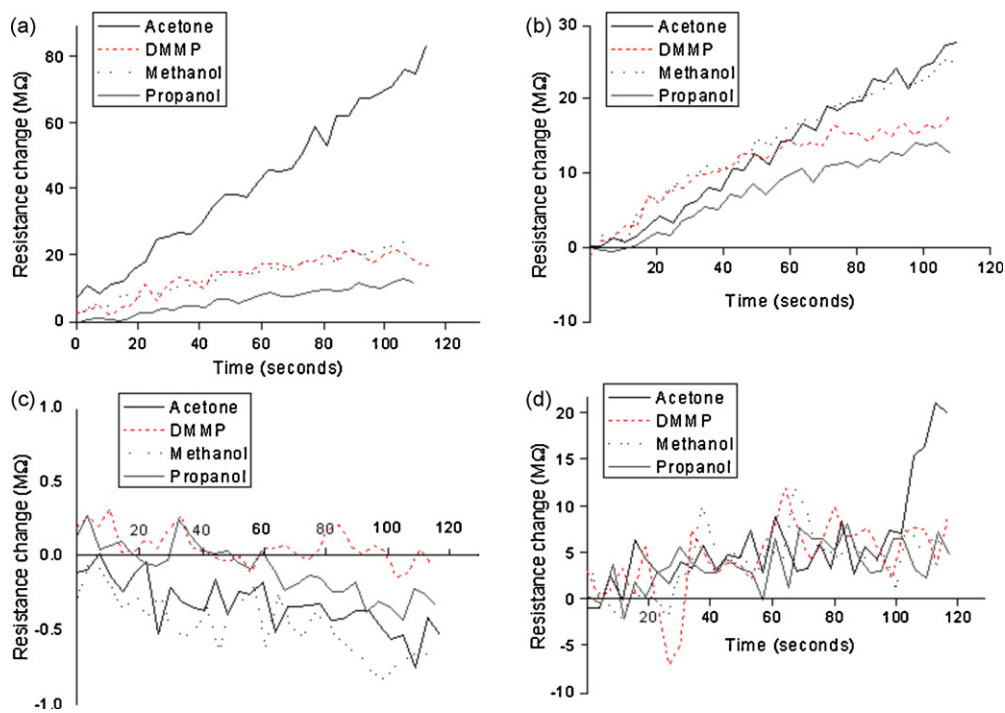 (a)
Acetone
DMMP
Methanol
Propanol
Resistance change (MΩ)
80
60
40
20
0
0 20 40 60 80 100 120
Time (seconds)
(b)
Acetone
DMMP
Methanol
Propanol
Resistance change (MΩ)
30
20
10
0
-10
20 40 60 80 100 120
Time (seconds)
(c)
Acetone
DMMP
Methanol
Propanol
Resistance change (MΩ)
1.0
0.5
0.0
-0.5
-1.0
20 40 60 80 100 120
(d)
Acetone
DMMP
Methanol
Propanol
Resistance change (MΩ)
20
15
10
5
0
-5
-10
20 40 60 80 100 120
Time (seconds)